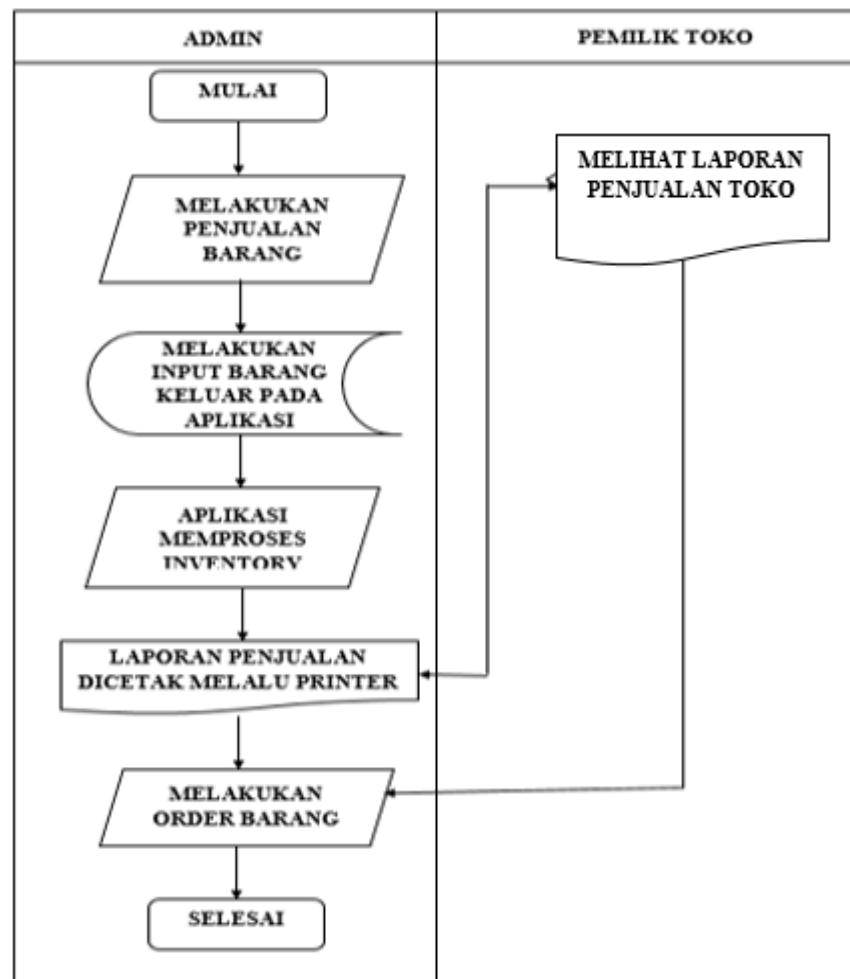 ADMIN
PEMILIK TOKO
MULAI
MELAKUKAN
PENJUALAN
BARANG
MELAKUKAN
INPUT BARANG
KELUAR PADA
APLIKASI
APLIKASI
MEMPROSES
INVENTORY
LAPORAN PENJUALAN
DICETAK MELALU PRINTER
MELAKUKAN
ORDER BARANG
SELESAI
MELIHAT LAPORAN
PENJUALAN TOKO